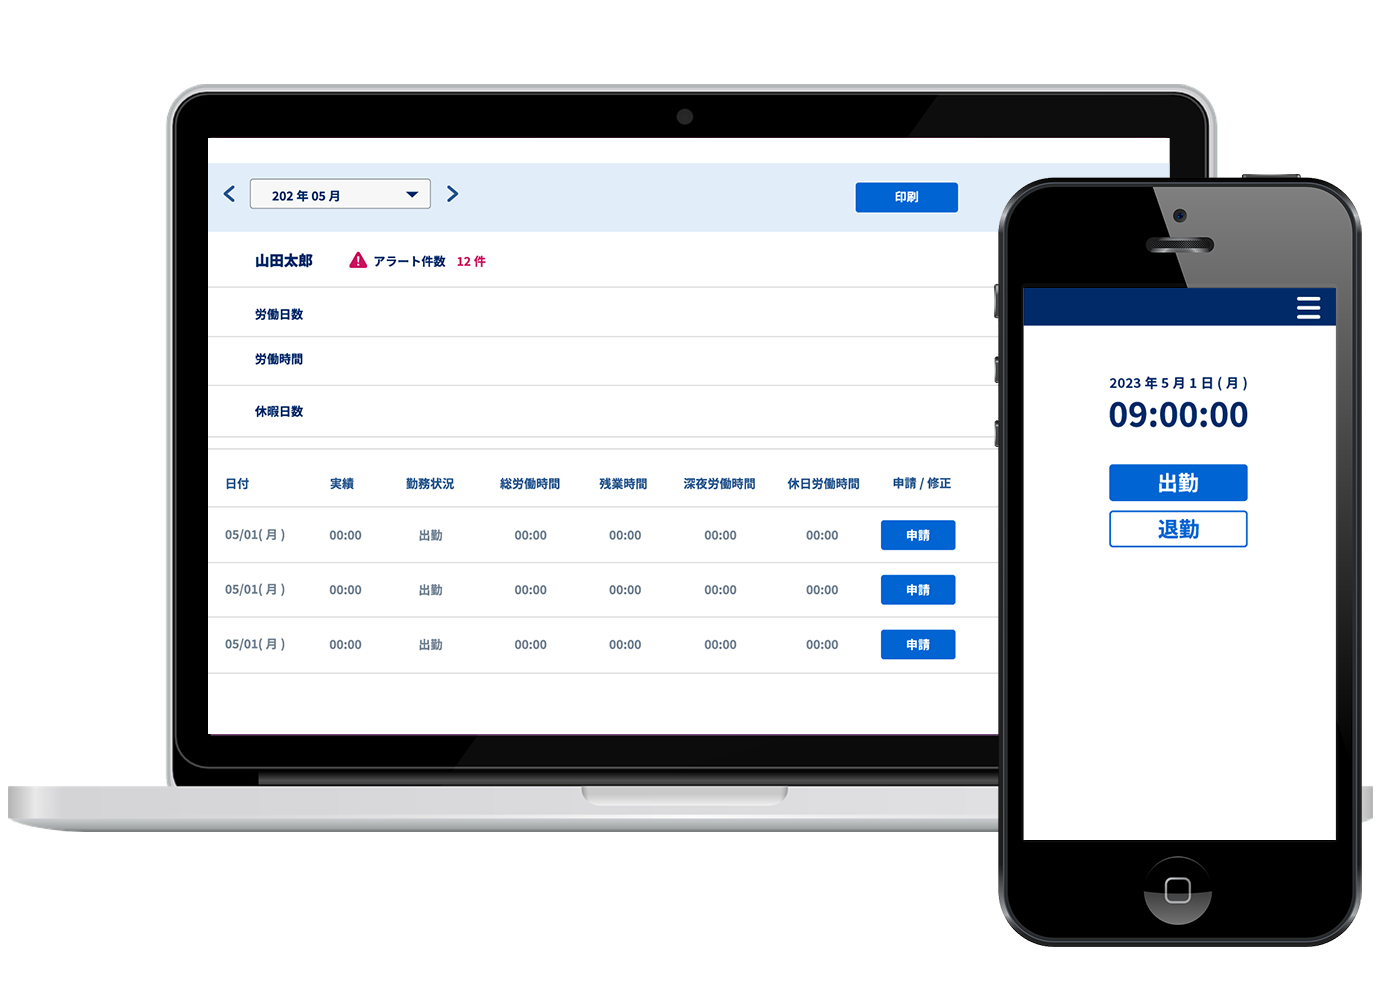 202 年 05 月
印刷
山田太郎 アラート件数 12 件
労働日数
労働時間
休暇日数
日付 実績 勤務状況 総労働時間 残業時間 深夜労働時間 休日労働時間 申請 / 修正
05/01( 月 ) 00:00 出勤 00:00 00:00 00:00 00:00 申請
05/01( 月 ) 00:00 出勤 00:00 00:00 00:00 00:00 申請
05/01( 月 ) 00:00 出勤 00:00 00:00 00:00 00:00 申請
2023 年 5 月 1 日 ( 月 )
09:00:00
出勤
退勤